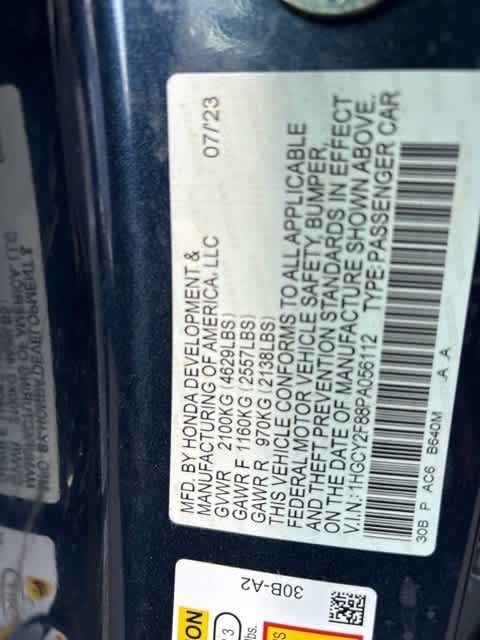 MFD. BY HONDA DEVELOPMENT &
MANUFACTURING OF AMERICA, LLC 07/'23
GVWR 2100KG (4629LBS)
GAWR F 1160KG (2557LBS)
GAWR R 970KG (2138LBS)
THIS VEHICLE CONFORMS TO ALL APPLICABLE
FEDERAL MOTOR VEHICLE SAFETY, BUMPER,
AND THEFT PREVENTION STANDARDS IN EFFECT
ON THE DATE OF MANUFACTURE SHOWN ABOVE.
V.I.N.: 1HGCY2F88PA056112 TYPE:PASSENGER CAR
30B P AC6 B640M A A
30B-A2
ION
3